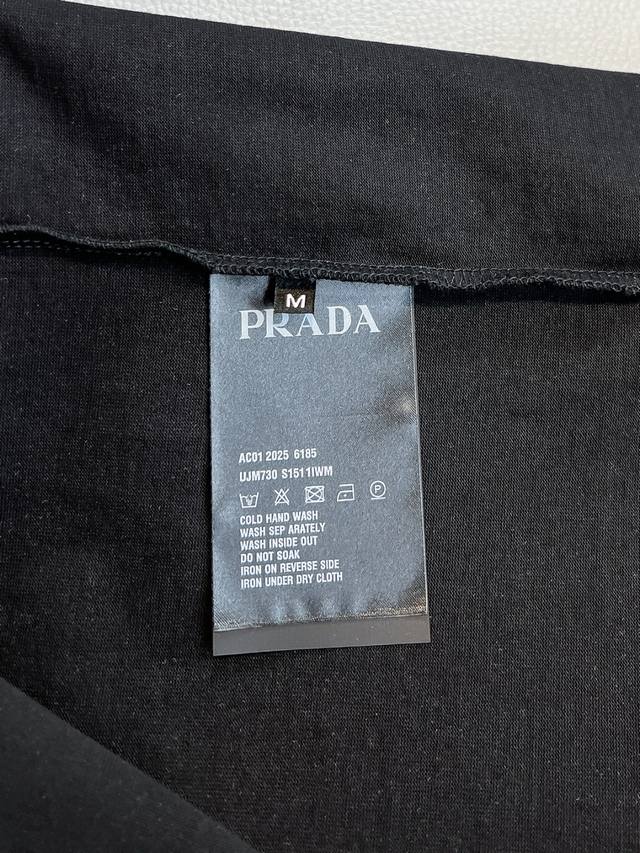 M
PRADA
AC01 2025 6185
UJM730 S1511IWM
P
COLD HAND WASH
WASH SEP ARATELY
WASH INSIDE OUT
DO NOT SOAK
IRON ON REVERSE SIDE
IRON UNDER DRY CLOTH